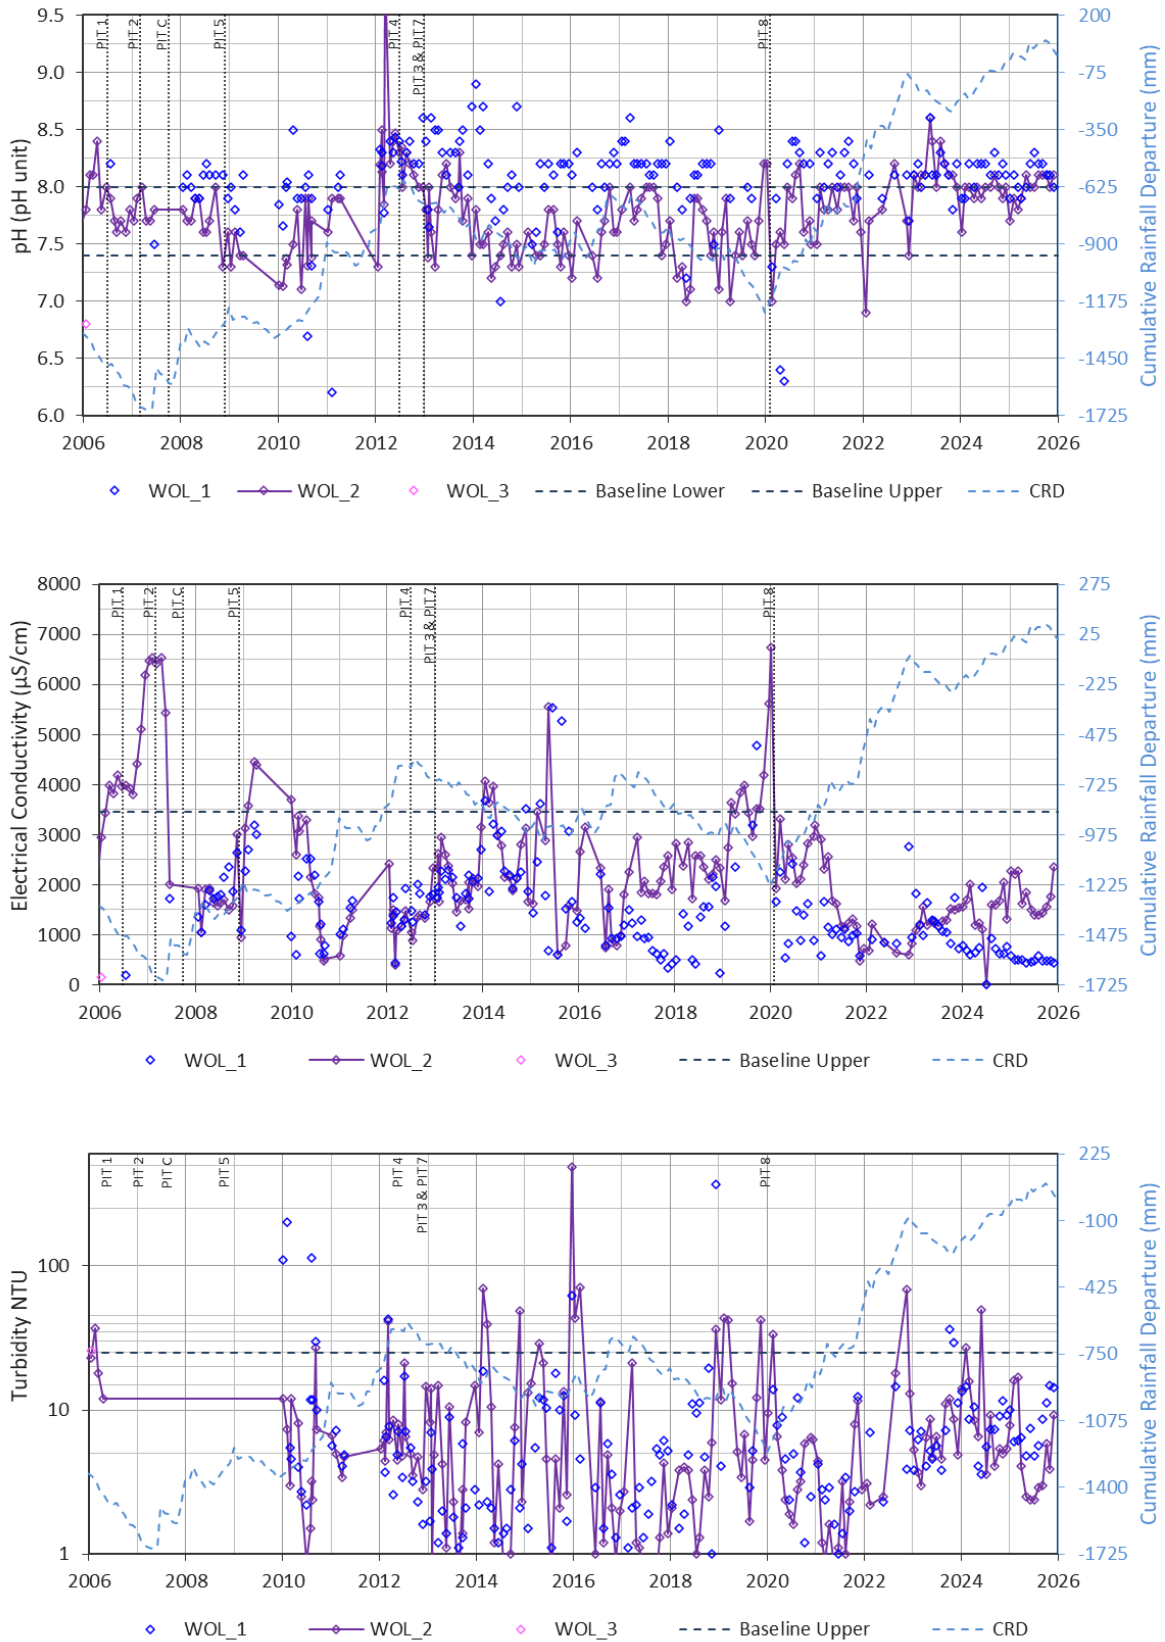 9.5
9.0
8.5
8.0
7.5
7.0
6.5
6.0
pH (pH unit)
PIT 1
PIT 2
PIT C
PIT 5
PIT 4
PIT 3 & PIT 7
PIT 8
200
-75
-350
-625
-900
-1175
-1450
-1725
Cumulative Rainfall Departure (mm)
2006 2008 2010 2012 2014 2016 2018 2020 2022 2024 2026
WOL_1 WOL_2 WOL_3 Baseline Lower Baseline Upper CRD
8000
7000
6000
5000
4000
3000
2000
1000
0
Electrical Conductivity (µS/cm)
PIT 1
PIT 2
PIT C
PIT 5
PIT 4
PIT 3 & PIT 7
PIT 8
275
25
-225
-475
-725
-975
-1225
-1475
-1725
Cumulative Rainfall Departure (mm)
2006 2008 2010 2012 2014 2016 2018 2020 2022 2024 2026
WOL_1 WOL_2 WOL_3 Baseline Upper CRD
100
10
1
Turbidity NTU
PIT 1
PIT 2
PIT C
PIT 5
PIT 4
PIT 3 & PIT 7
PIT 8
225
-100
-425
-750
-1075
-1400
-1725
Cumulative Rainfall Departure (mm)
2006 2008 2010 2012 2014 2016 2018 2020 2022 2024 2026
WOL_1 WOL_2 WOL_3 Baseline Upper CRD